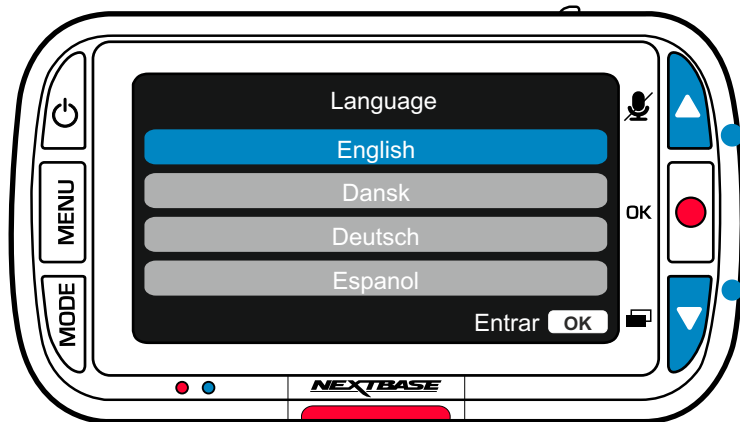 Language
English
Dansk
Deutsch
Espanol
Entrar OK
MENU
MODE
OK
NEXTBASE